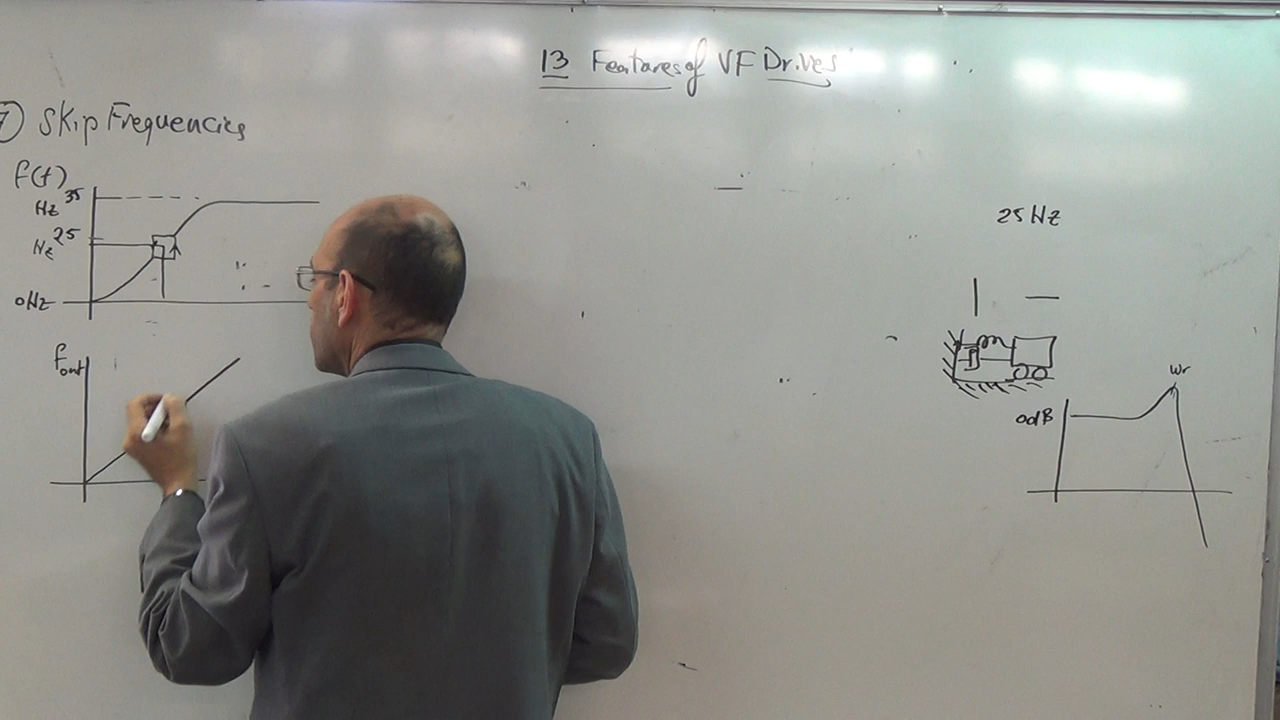 13 Features of VF Drives
7 Skip Frequencies
f(t)
Hz 35
Hz 25
0Hz
fout
25 Hz
wr
0dB